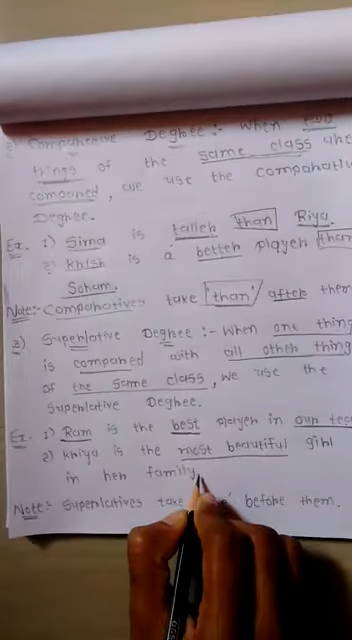 2) Comparative Degree :- When two
things of the same class are
compared, we use the comparative
Degree.
Ex. 1) Sima is taller than Riya.
2) Krish is a better player than
Soham.
Note:- Comparatives take 'than' after them
3) Superlative Degree :- When one thing
is compared with all other thing
of the same class, we use the
superlative Degree.
Ex. 1) Ram is the best player in our
2) khiya is the most beautiful girl
in her family
Note:- Superlatives take before them.